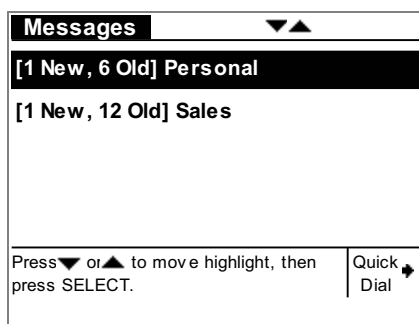 Messages ▼▲
[1 New, 6 Old] Personal
[1 New, 12 Old] Sales
Press ▼ or ▲ to move highlight, then
press SELECT.
Quick
Dial